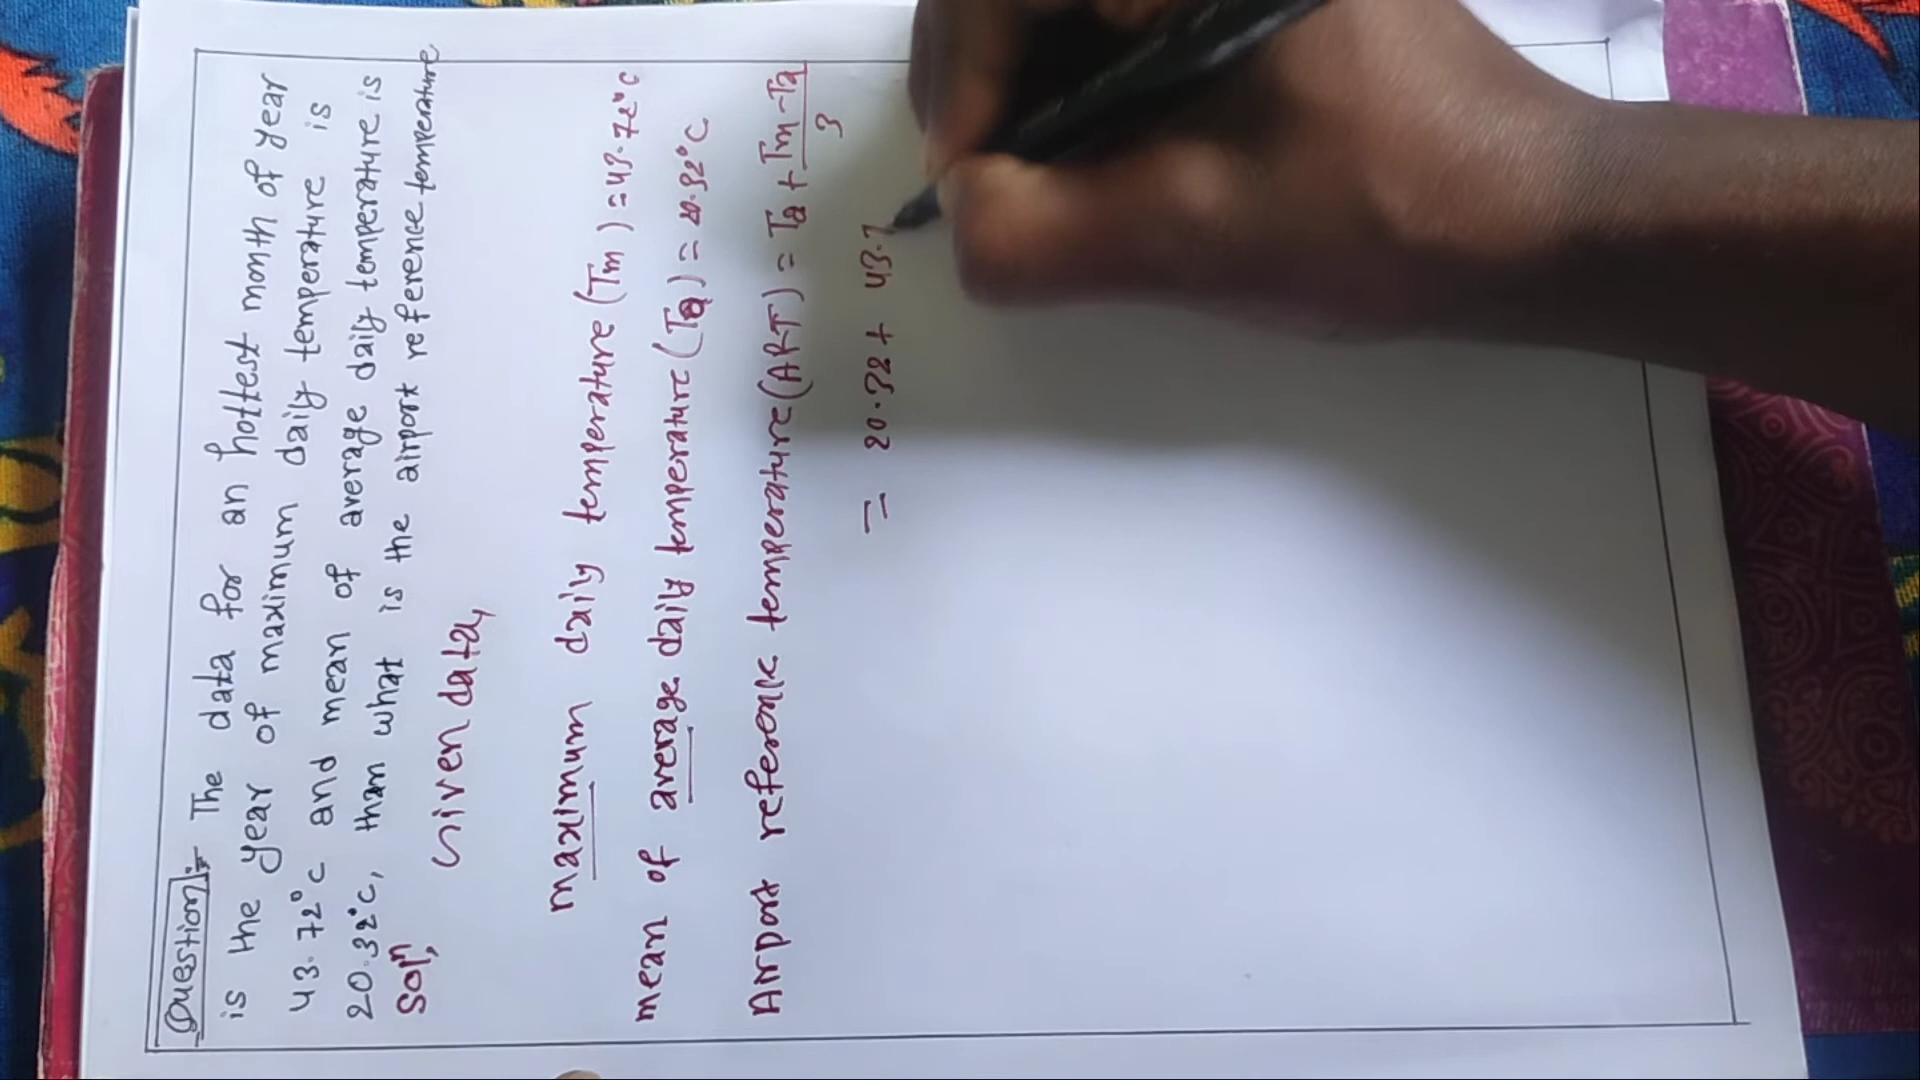 Question:- The data for an hottest month of year
is the year of maximum daily temperature is
43.72°C and mean of average daily temperature is
20.32°C, than what is the airport reference temperature
Solⁿ,
Given data,
maximum daily temperature (Tm) = 43.72°C
mean of average daily temperature (Ta) = 20.32°C
Airport reference temperature (ART) = Ta + Tm-Ta
3
= 20.32 + 43.7